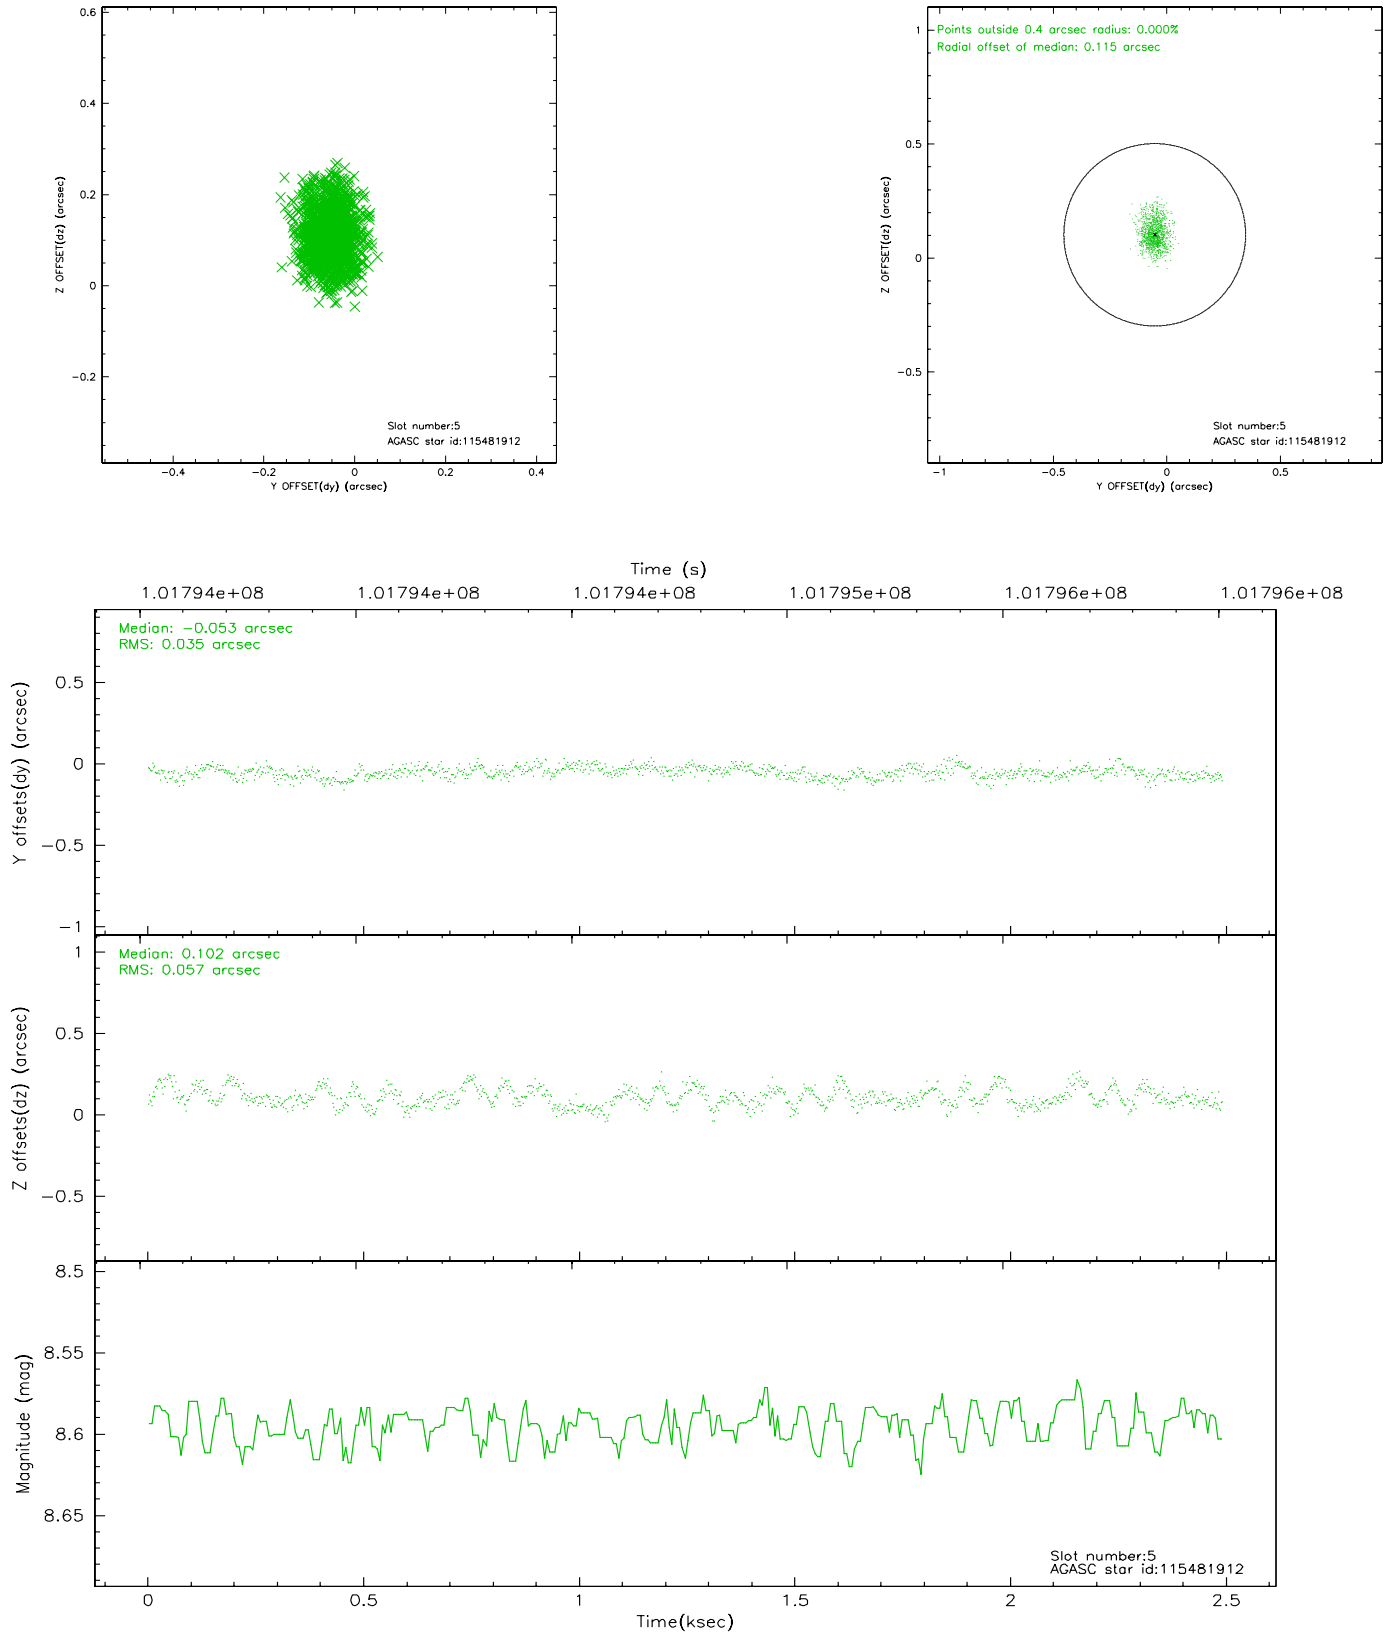 0.6
0.4
0.2
0
−0.2
Z OFFSET(dz) (arcsec)
Slot number:5
AGASC star id:115481912
−0.4 −0.2 0 0.2 0.4
Y OFFSET(dy) (arcsec)
Points outside 0.4 arcsec radius: 0.000%
Radial offset of median: 0.115 arcsec
1
0.5
0
−0.5
Z OFFSET(dz) (arcsec)
Slot number:5
AGASC star id:115481912
−1 −0.5 0 0.5
Y OFFSET(dy) (arcsec)
Time (s)
1.01794e+08 1.01794e+08 1.01794e+08 1.01795e+08 1.01796e+08 1.01796e+08
Median: −0.053 arcsec
RMS: 0.035 arcsec
0.5
0
−0.5
−1
Y offsets(dy) (arcsec)
Median: 0.102 arcsec
RMS: 0.057 arcsec
1
0.5
0
−0.5
Z offsets(dz) (arcsec)
8.5
8.55
8.6
8.65
Magnitude (mag)
Slot number:5
AGASC star id:115481912
0 0.5 1 1.5 2 2.5
Time(ksec)